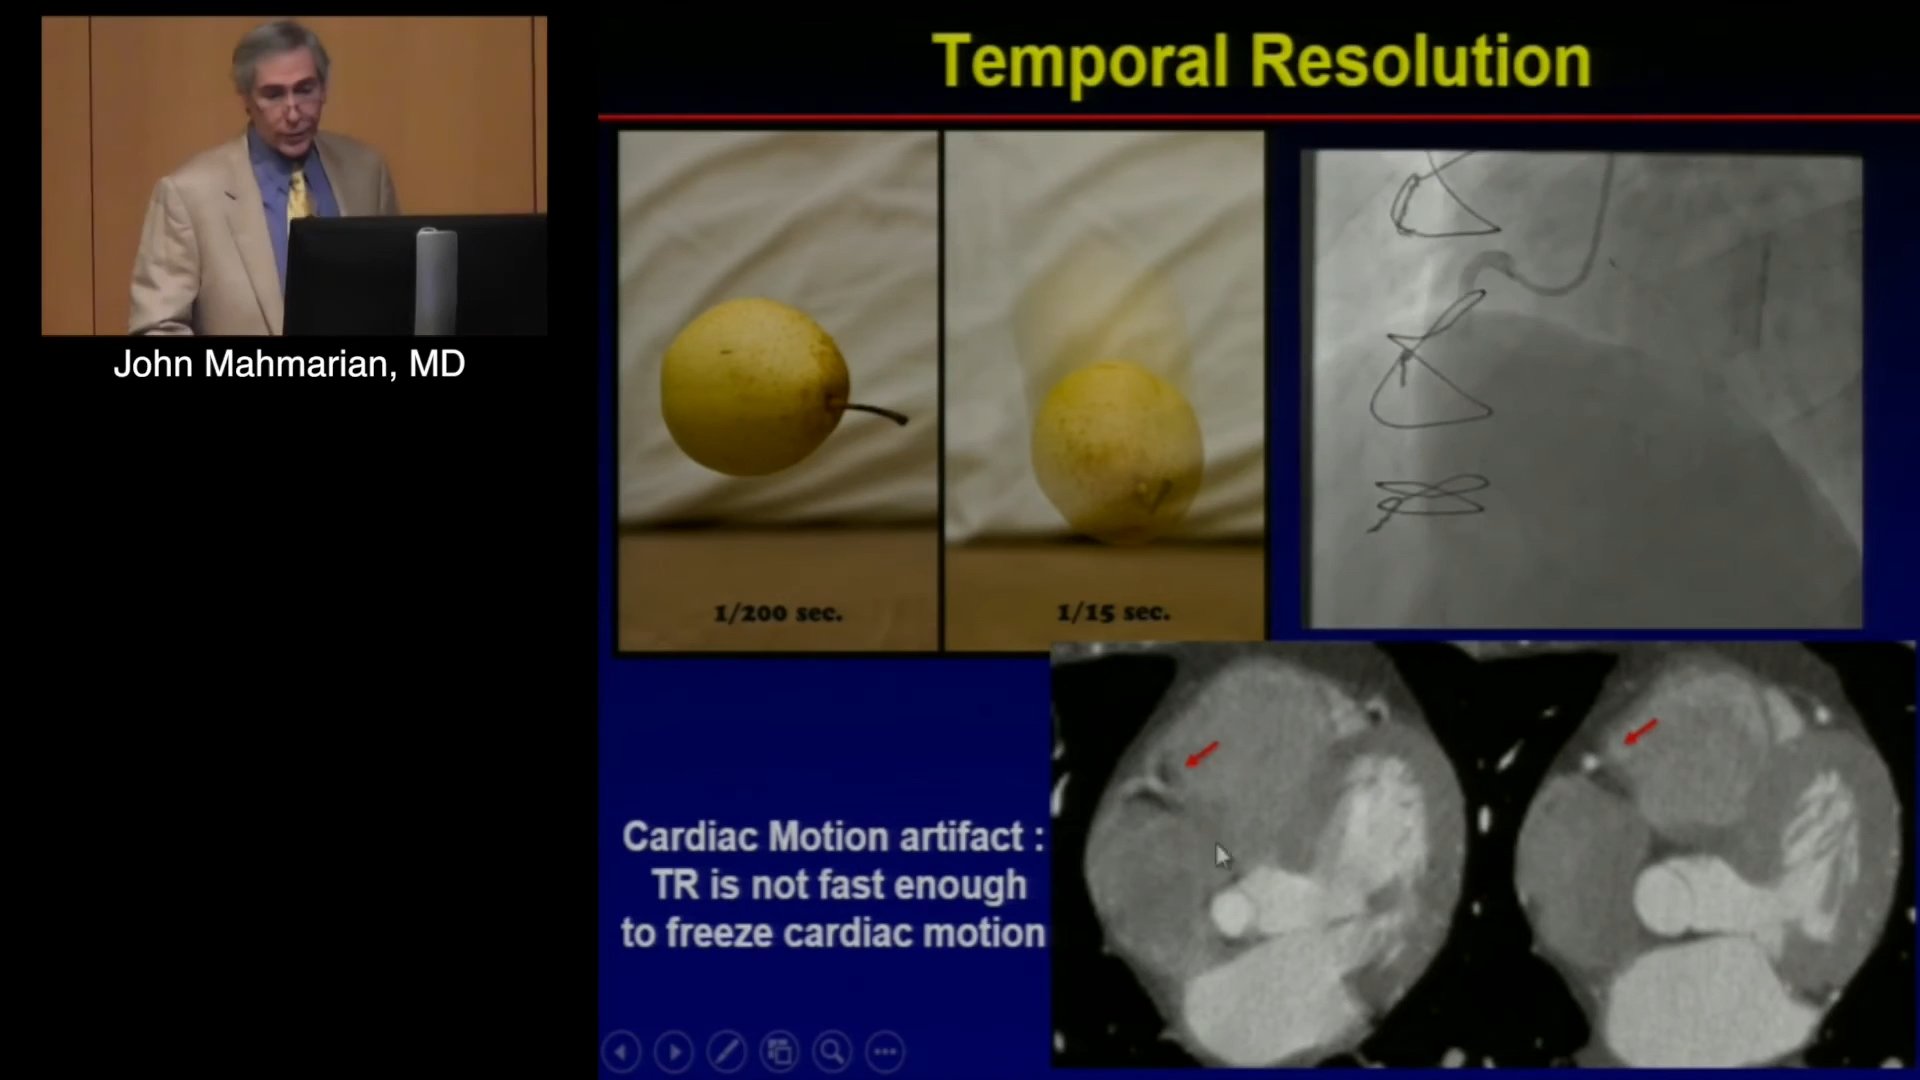 Temporal Resolution
John Mahmarian, MD
1/200 sec.
1/15 sec.
Cardiac Motion artifact :
TR is not fast enough
to freeze cardiac motion